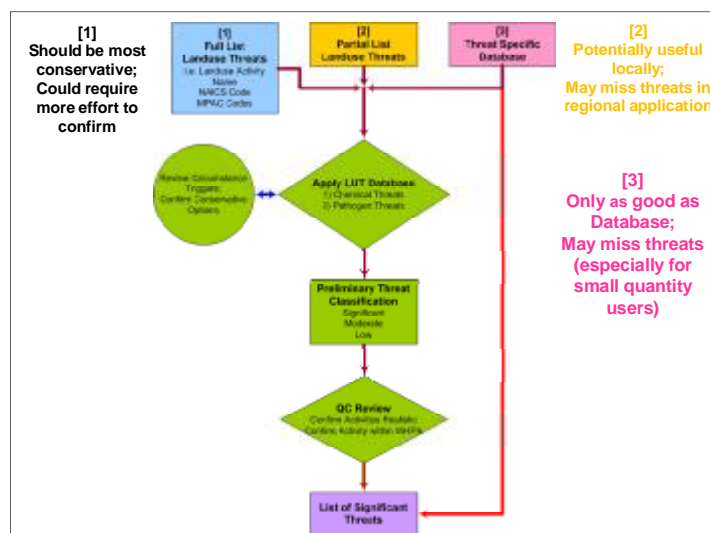 [1]
Should be most
conservative;
Could require
more effort to
confirm
[1]
Full List:
Landuse Threats
i.e. Landuse Activity
Name
NAICS Code
MPAC Codes
[2]
Partial List
Landuse Threats
[3]
Threat Specific
Database
[2]
Potentially useful
locally;
May miss threats in
regional application
Review Circumstance
Triggers;
Confirm Conservative
Options
Apply LUT Database
1) Chemical Threats
2) Pathogen Threats
[3]
Only as good as
Database;
May miss threats
(especially for
small quantity
users)
Preliminary Threat
Classification
Significant
Moderate
Low
QC Review
Confirm Activities Realistic
Confirm Activity within WHPA
List of Significant
Threats